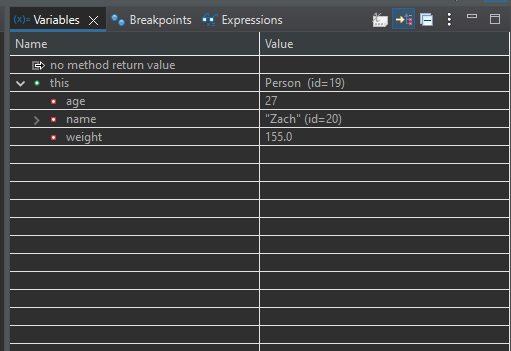 (x)= Variables Breakpoints Expressions
Name Value
no method return value
this Person (id=19)
age 27
name "Zach" (id=20)
weight 155.0